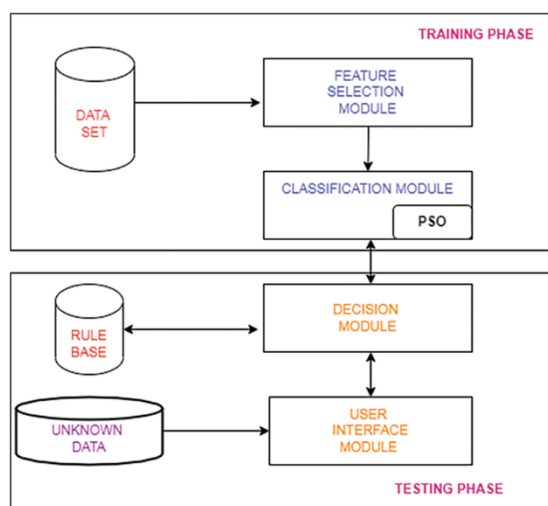 TRAINING PHASE
FEATURE
SELECTION
MODULE
DATA
SET
CLASSIFICATION MODULE
PSO
DECISION
MODULE
RULE
BASE
USER
INTERFACE
MODULE
UNKNOWN
DATA
TESTING PHASE